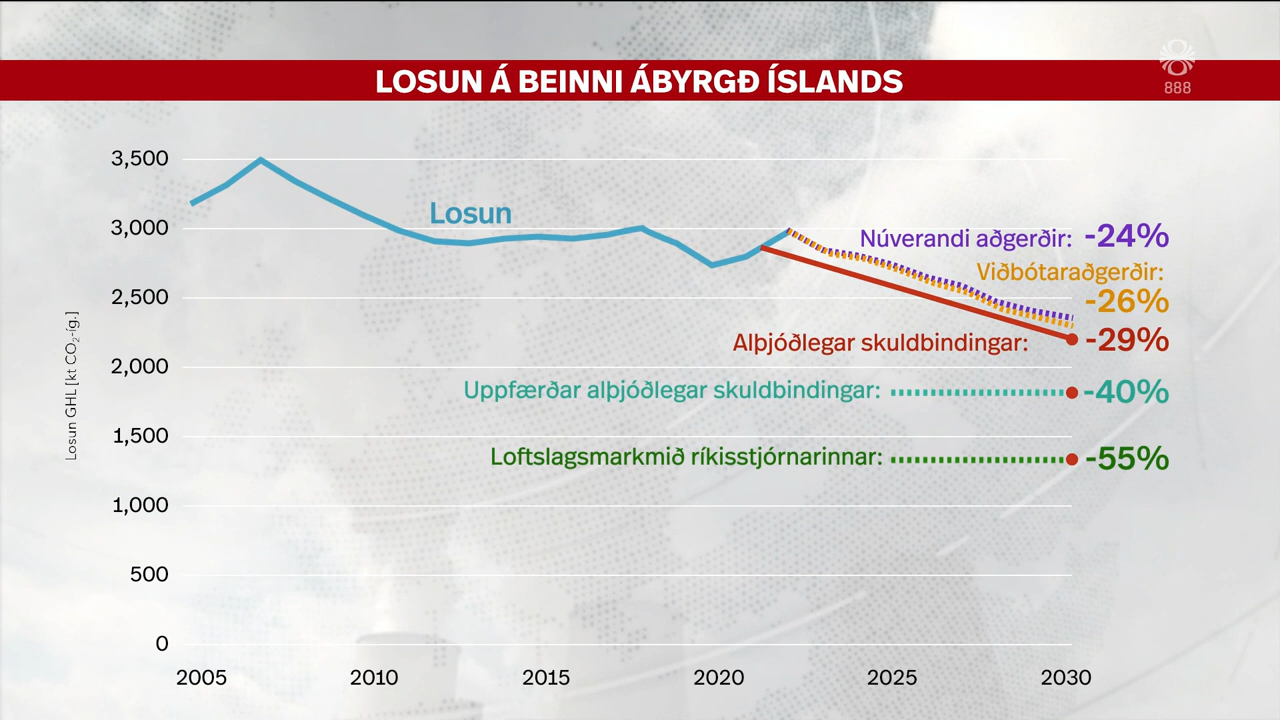 LOSUN Á BEINNI ÁBYRGÐ ÍSLANDS
888
3,500
3,000
2,500
2,000
1,500
1,000
500
0
Losun GHL [kt CO₂-íg.]
Losun
Núverandi aðgerðir: -24%
Viðbótaraðgerðir:
-26%
Alþjóðlegar skuldbindingar: -29%
Uppfærðar alþjóðlegar skuldbindingar: -40%
Loftslagsmarkmið ríkisstjórnarinnar: -55%
2005 2010 2015 2020 2025 2030